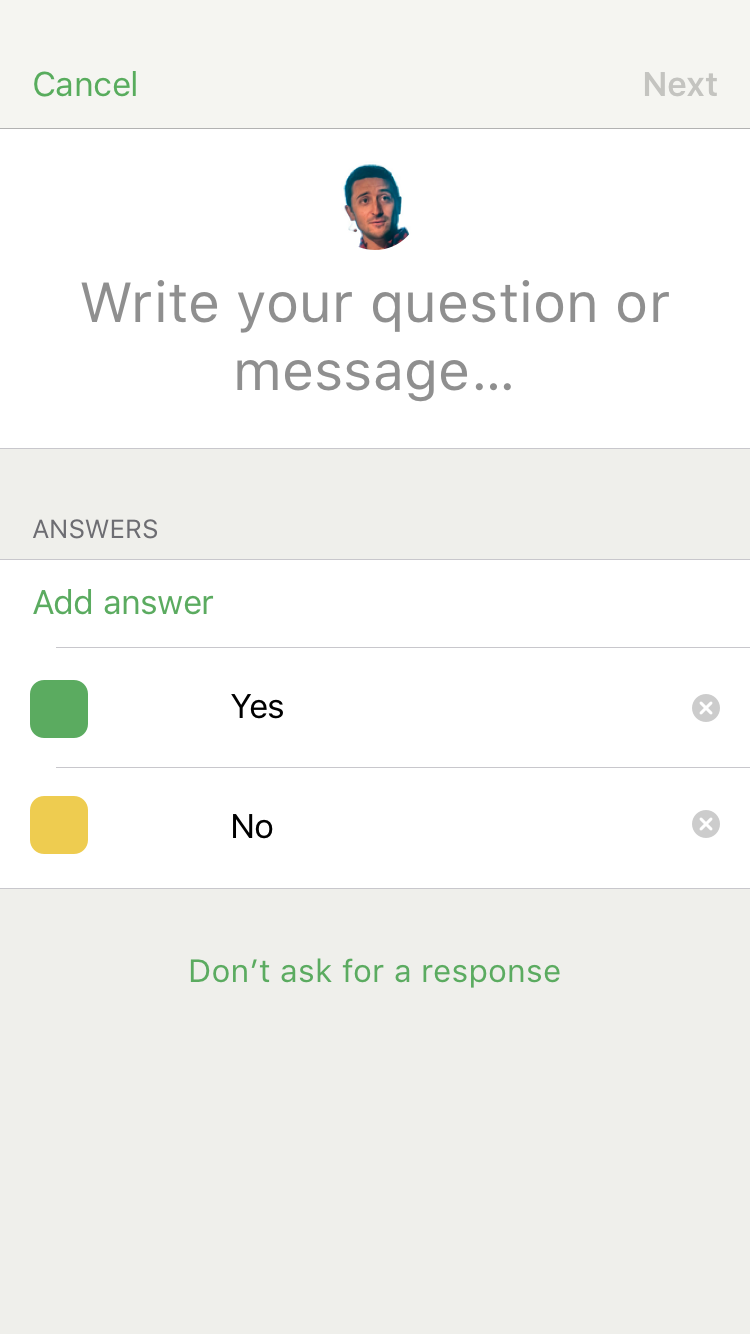 Cancel
Next
Write your question or
message…
ANSWERS
Add answer
Yes
No
Don’t ask for a response